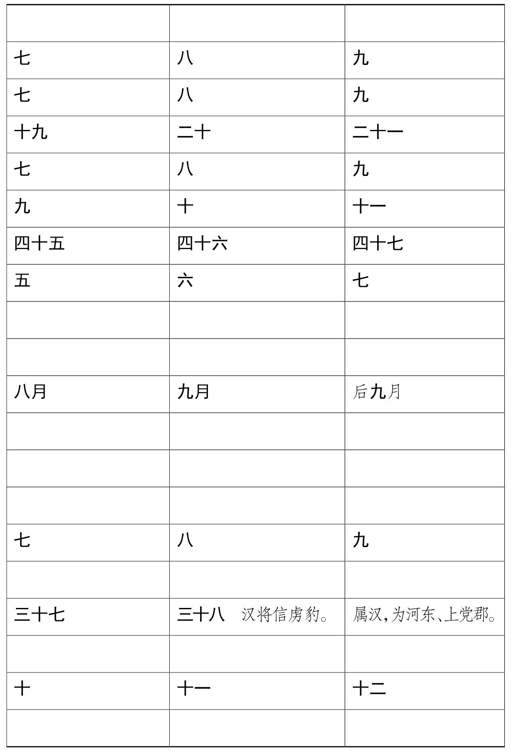 七 八 九
七 八 九
十九 二十 二十一
七 八 九
九 十 十一
四十五 四十六 四十七
五 六 七
八月 九月 后九月
七 八 九
三十七 三十八 汉将信虏豹。 属汉，为河东、上党郡。
十 十一 十二